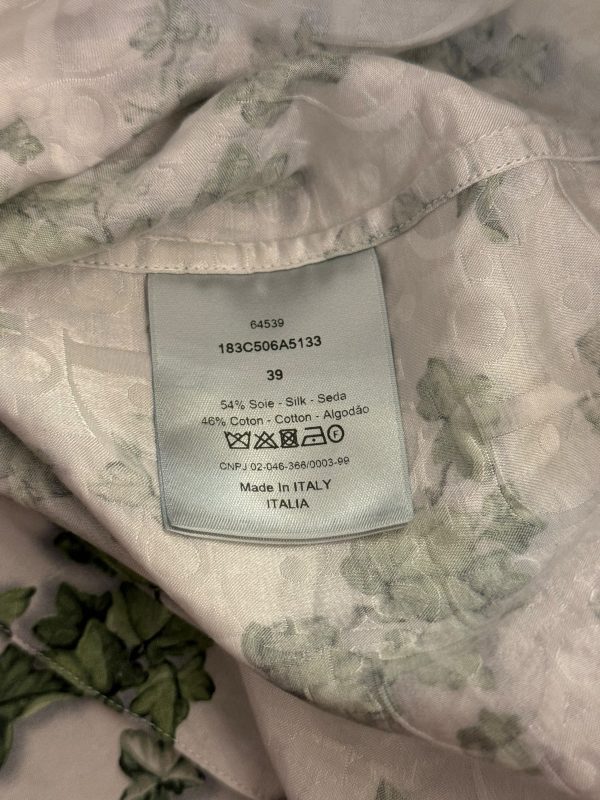 64539
183C506A5133
39
54% Soie - Silk - Seda
46% Coton - Cotton - Algodão
F
CNPJ 02-046-366/0003-99
Made In ITALY
ITALIA